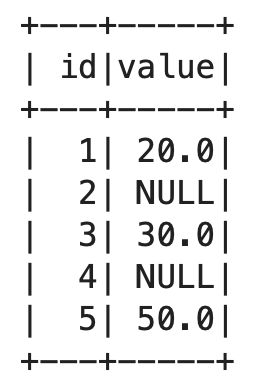 +---+-----+
| id|value|
+---+-----+
|  1| 20.0|
|  2| NULL|
|  3| 30.0|
|  4| NULL|
|  5| 50.0|
+---+-----+